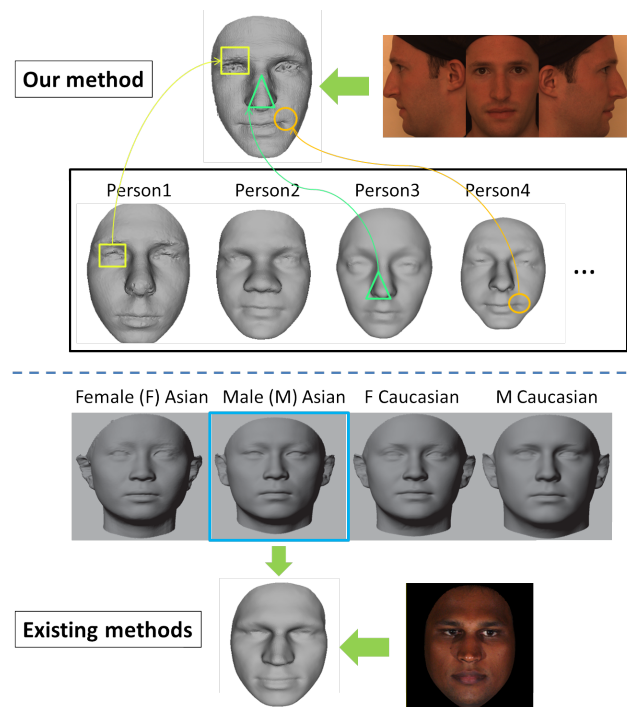 Our method
Person1 Person2 Person3 Person4
...
Female (F) Asian Male (M) Asian F Caucasian M Caucasian
Existing methods